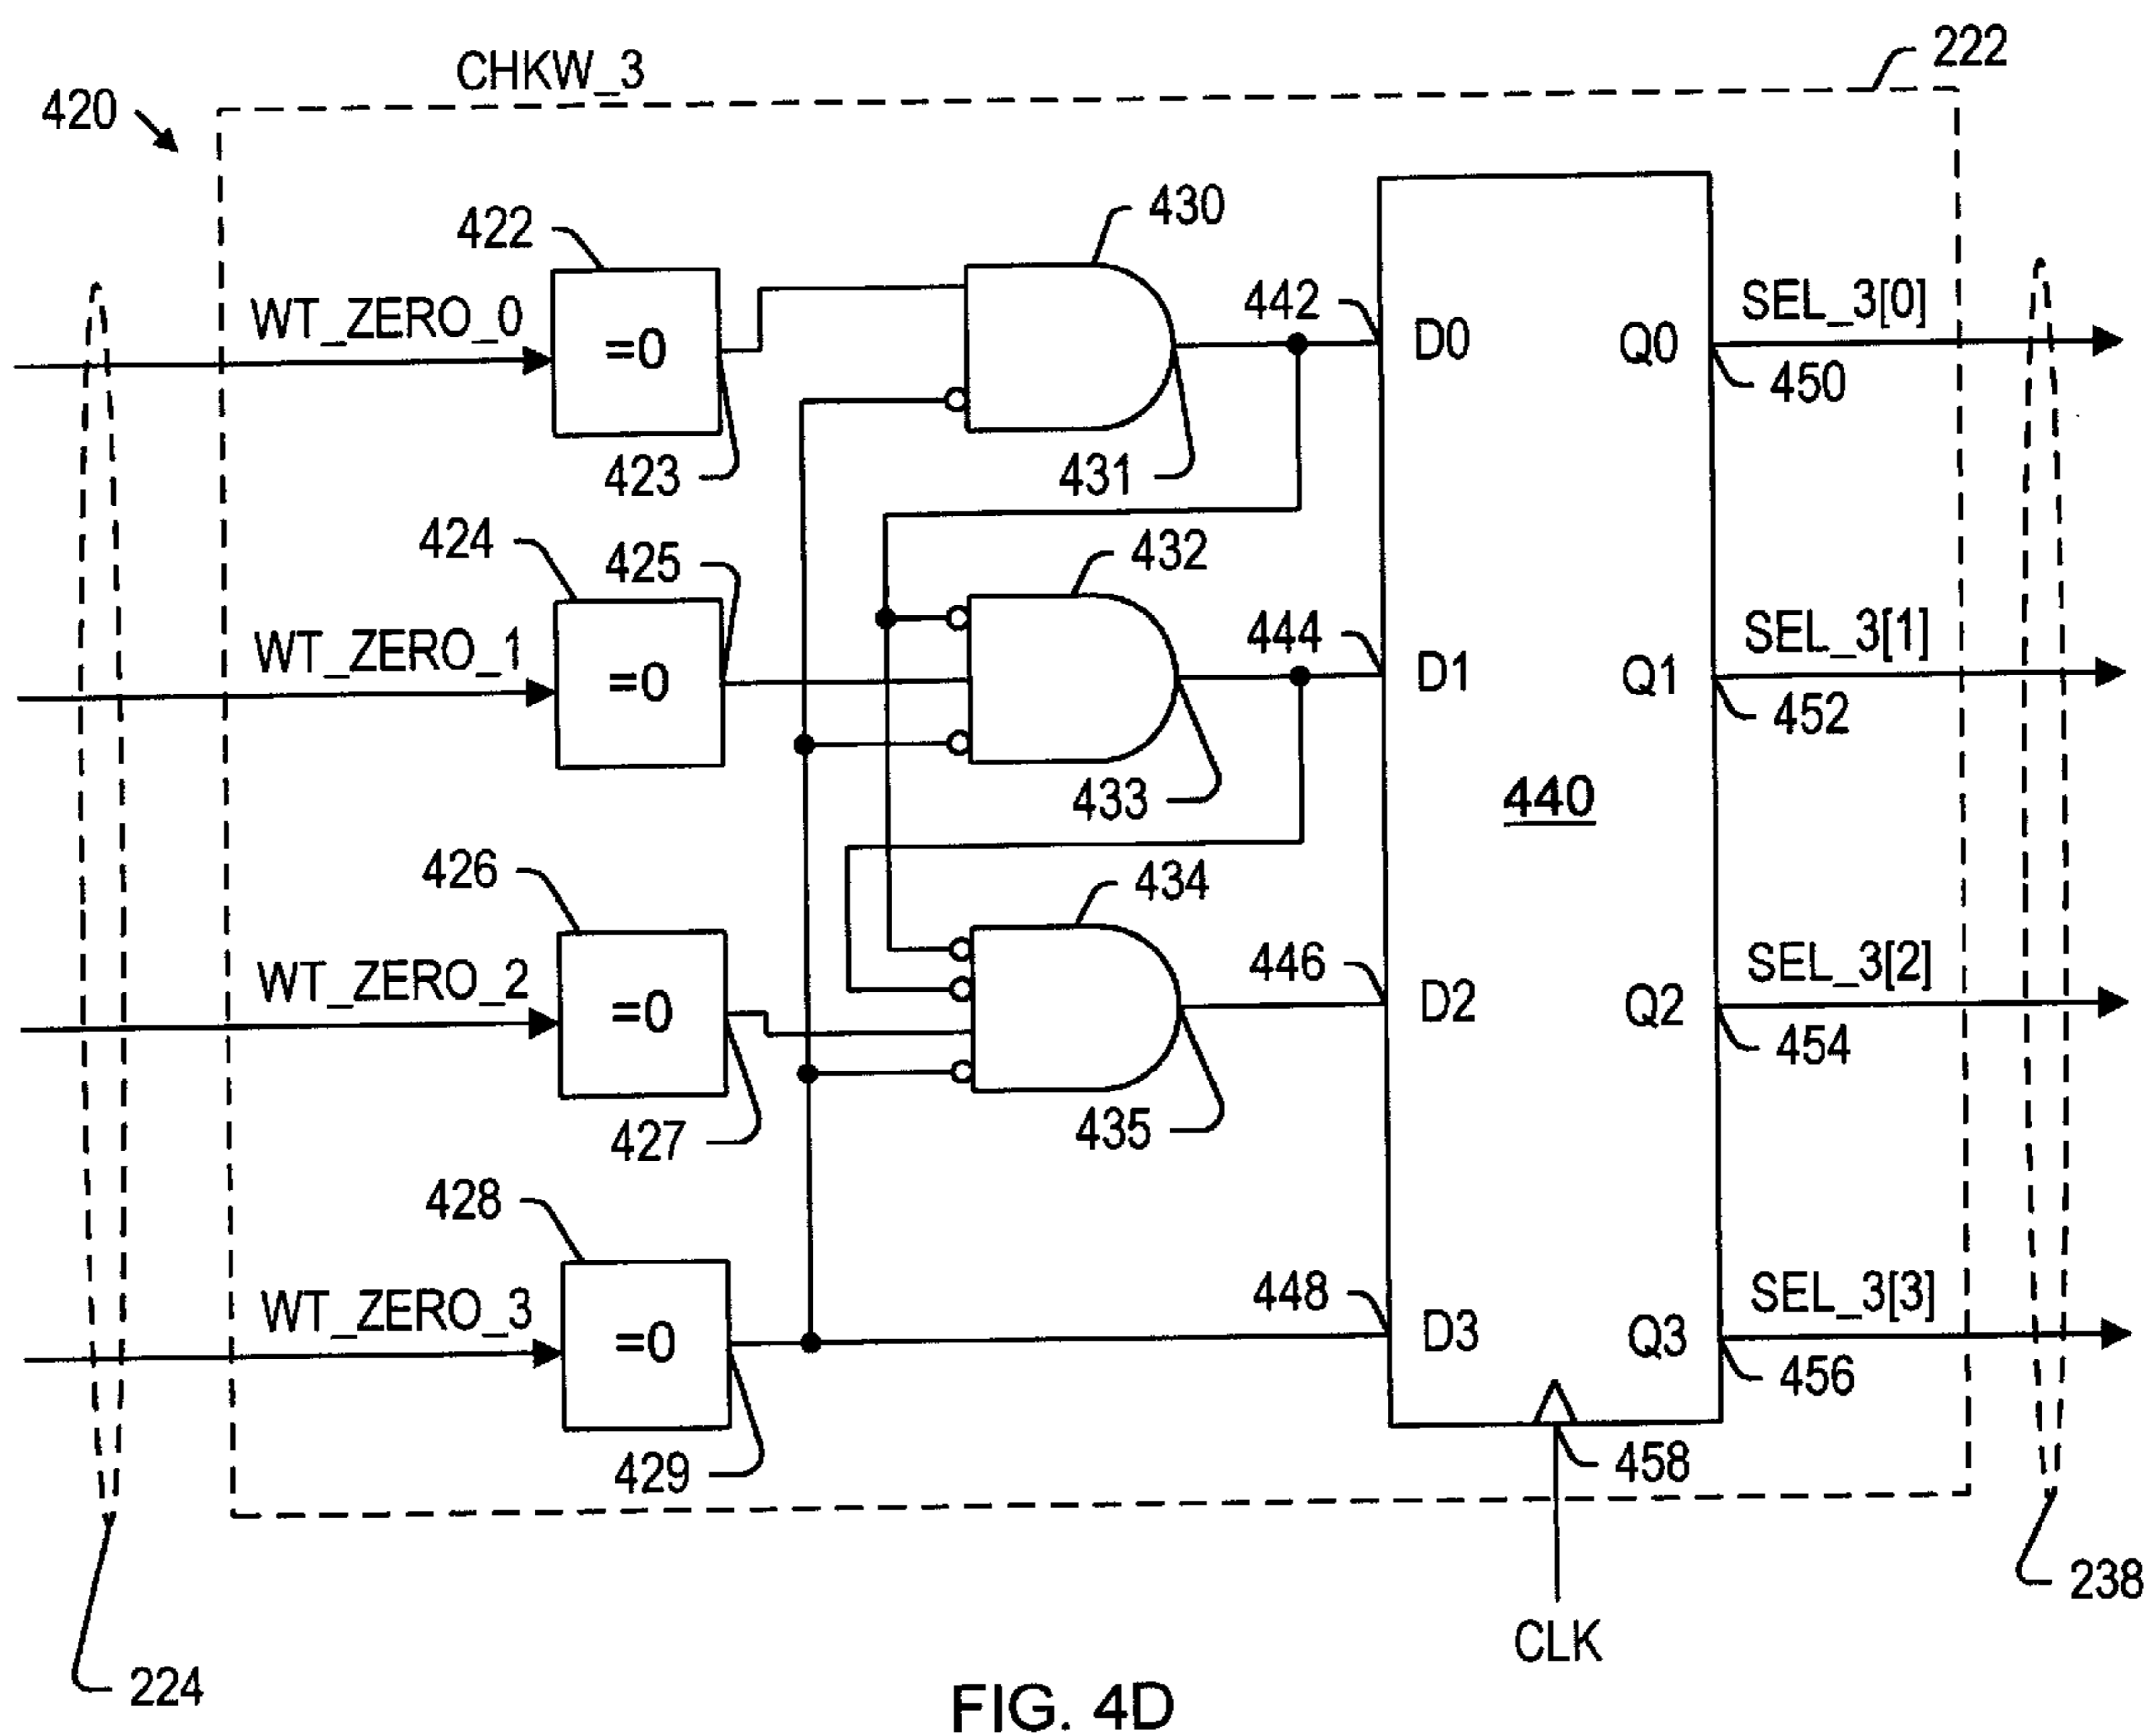 CHKW_3
222
420
430
422
442
SEL_3[0]
WT_ZERO_0
=0
D0
Q0
450
423
431
424
425
432
444
SEL_3[1]
WT_ZERO_1
=0
D1
Q1
452
433
440
426
434
446
SEL_3[2]
WT_ZERO_2
=0
D2
Q2
454
427
435
428
448
SEL_3[3]
WT_ZERO_3
=0
D3
Q3
456
429
458
238
CLK
224
FIG. 4D